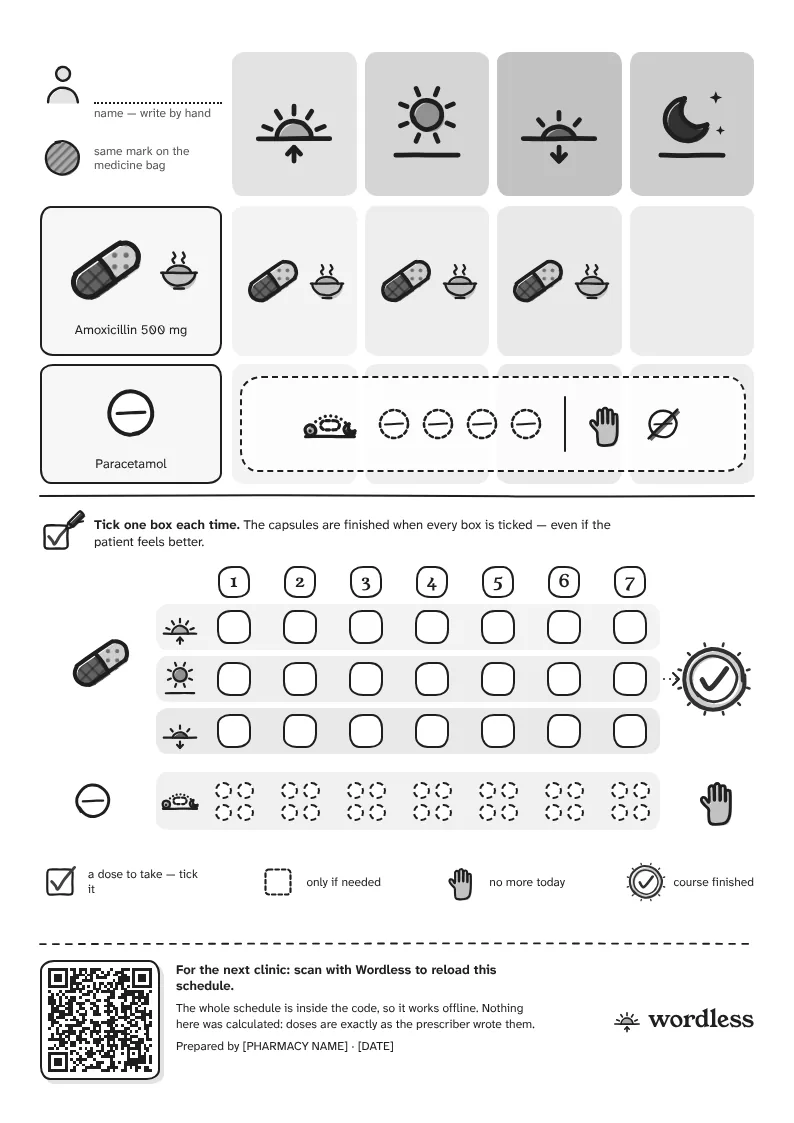 name — write by hand
same mark on the
medicine bag
Amoxicillin 500 mg
Paracetamol
Tick one box each time. The capsules are finished when every box is ticked — even if the
patient feels better.
1 2 3 4 5 6 7
a dose to take — tick
it
only if needed
no more today
course finished
For the next clinic: scan with Wordless to reload this
schedule.
The whole schedule is inside the code, so it works offline. Nothing
here was calculated: doses are exactly as the prescriber wrote them.
Prepared by [PHARMACY NAME] · [DATE]
wordless